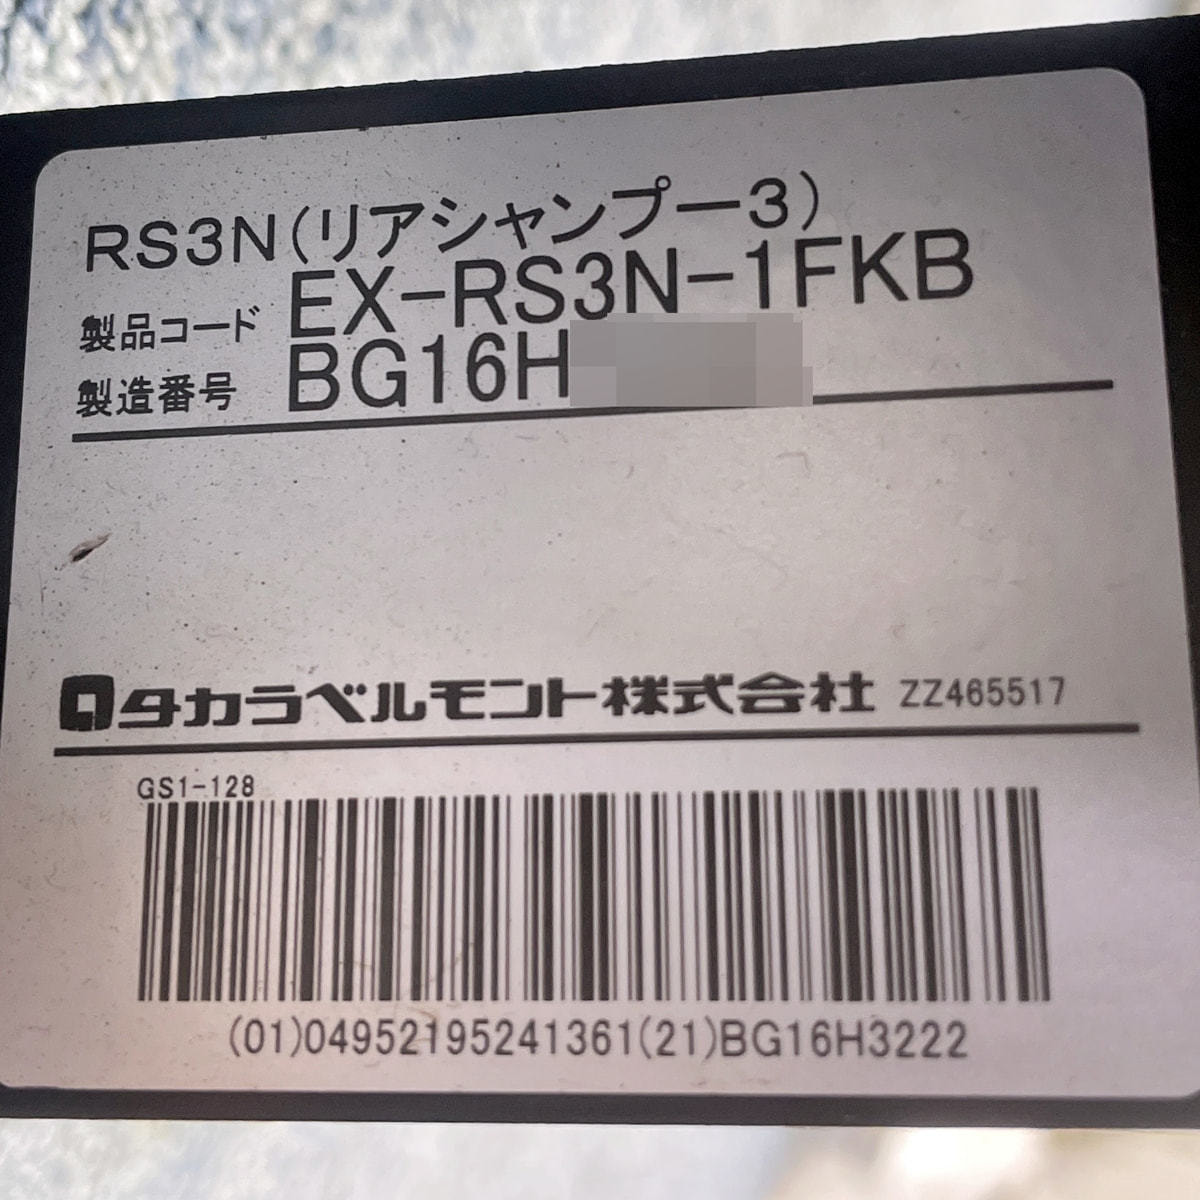 RS3N(リアシャンプー3)
製品コード EX-RS3N-1FKB
製造番号 BG16H
タカラベルモント株式会社 ZZ465517
GS1-128
(01)04952195241361(21)BG16H3222